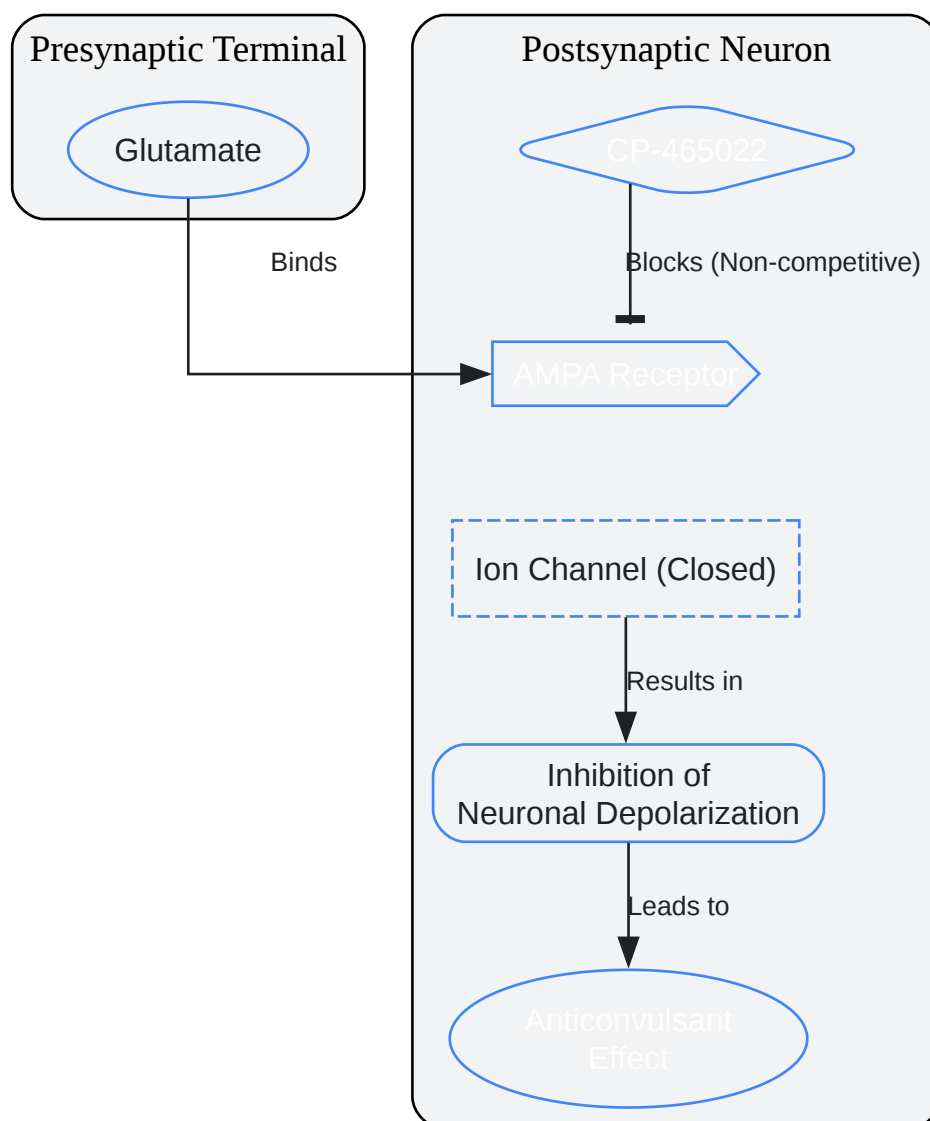 Presynaptic Terminal
Glutamate
Binds
Postsynaptic Neuron
CP-465022
Blocks (Non-competitive)
AMPA Receptor
Ion Channel (Closed)
Results in
Inhibition of
Neuronal Depolarization
Leads to
Anticonvulsant
Effect